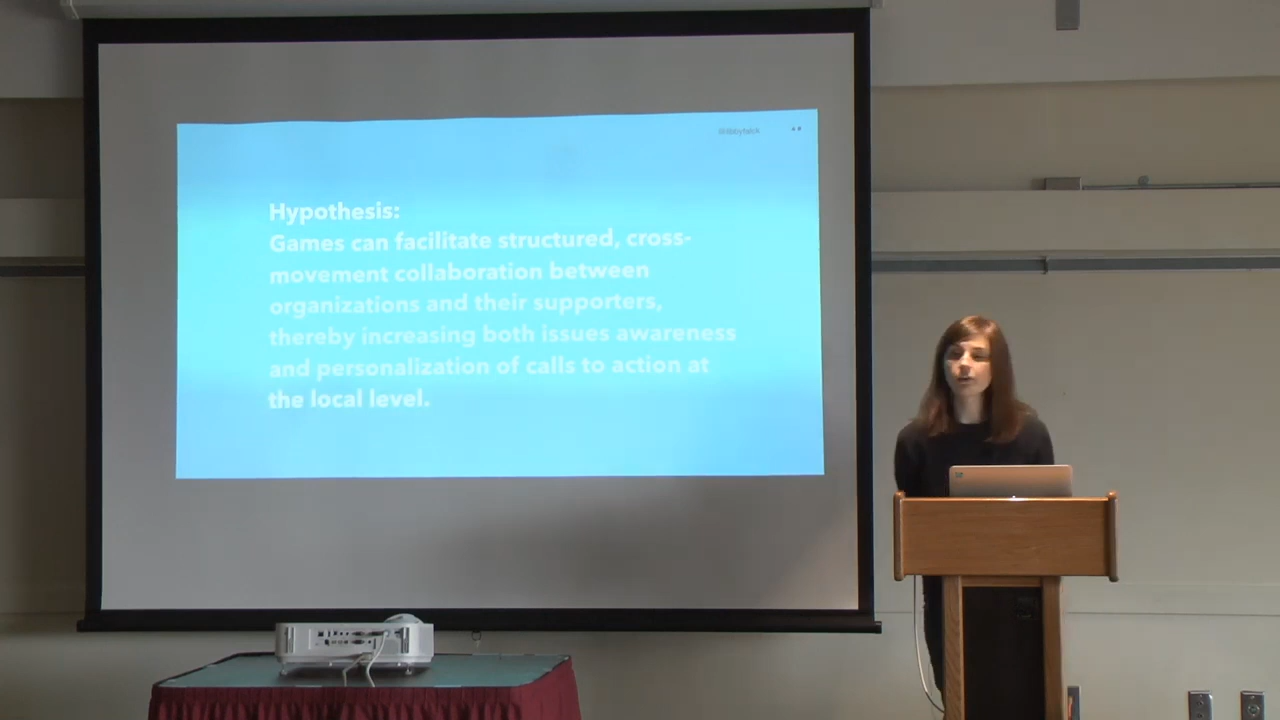 @libbyfalck
Hypothesis:
Games can facilitate structured, cross-
movement collaboration between
organizations and their supporters,
thereby increasing both issues awareness
and personalization of calls to action at
the local level.